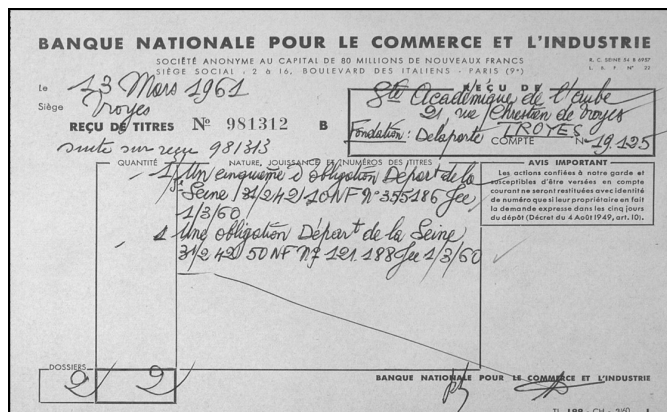 BANQUE NATIONALE POUR LE COMMERCE ET L'INDUSTRIE
SOCIÉTÉ ANONYME AU CAPITAL DE 80 MILLIONS DE NOUVEAUX FRANCS
SIÈGE SOCIAL - 2 à 16, BOULEVARD DES ITALIENS - PARIS (9e)
R. C. SEINE 54 B 6957
L. B. F Nº 22
Le 13 Mars 1961
Siège Troyes
REÇU DE TITRES Nº 981312 B
suite sur reçu 981313
REÇU DE
Sté Académique de l'Aube
21 rue Chrestien de Troyes
Fondation: Delaporte TROYES
COMPTE Nº 19.125
QUANTITÉ
NATURE, JOUISSANCE ET NUMÉROS DES TITRES
1 Un cinquième d'obligation Départ de la
Seine 3½ 2/42 10 NF Nº 355186 Jce
1/3/60
1 Une obligation Départ de la Seine
3½ 42 50 NF Nº 121.188 Jce 1/3/60
AVIS IMPORTANT
Les actions confiées à notre garde et
susceptibles d'être versées en compte
courant ne seront restituées avec identité
de numéro que si leur propriétaire en fait
la demande expresse dans les cinq jours
du dépôt (Décret du 4 Août 1949, art. 10).
DOSSIERS
2 2
BANQUE NATIONALE POUR LE COMMERCE ET L'INDUSTRIE